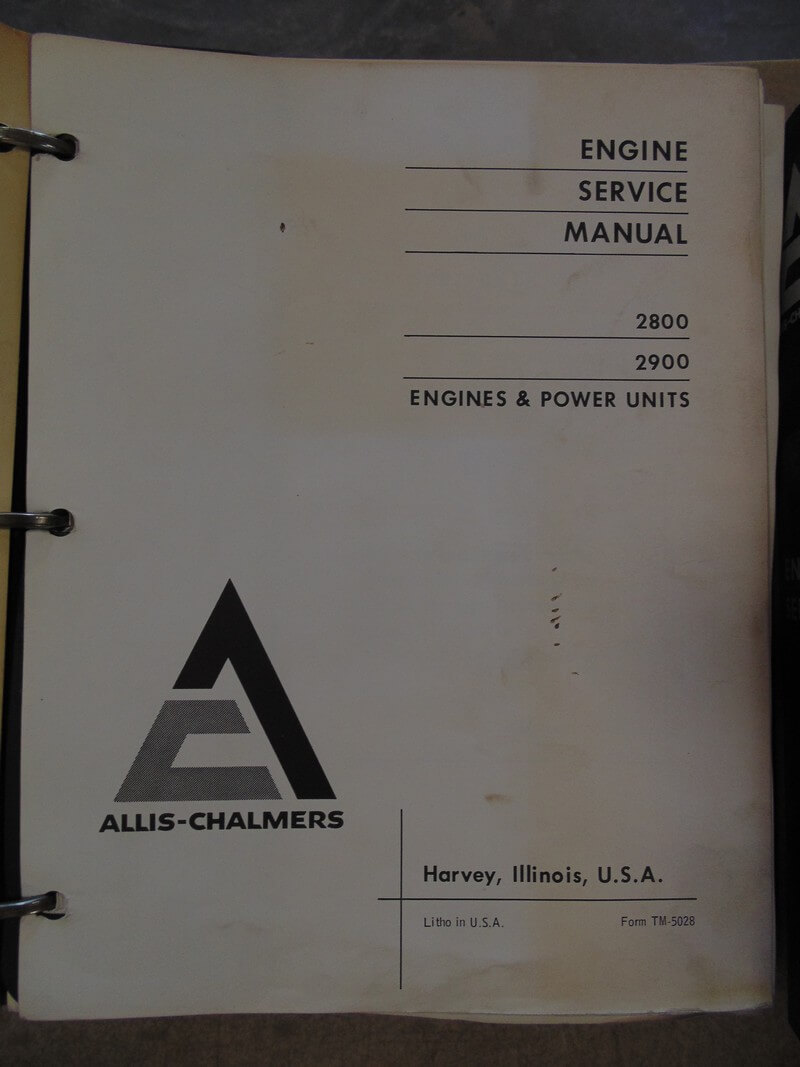 ENGINE
SERVICE
MANUAL
2800
2900
ENGINES & POWER UNITS
ALLIS-CHALMERS
Harvey, Illinois, U.S.A.
Litho in U.S.A. Form TM-5028